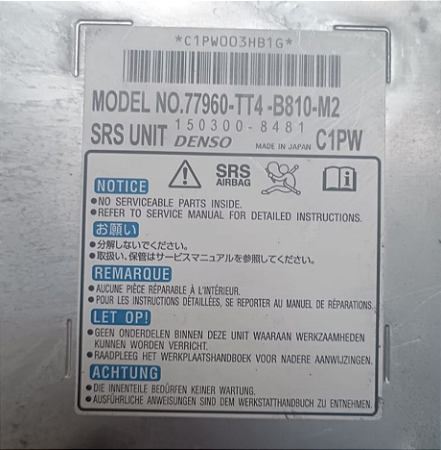 *C1PW003HB1G*
MODEL NO.77960-TT4-B810-M2
SRS UNIT 150300-8481 DENSO MADE IN JAPAN C1PW
NOTICE
SRS AIRBAG
●NO SERVICEABLE PARTS INSIDE.
●REFER TO SERVICE MANUAL FOR DETAILED INSTRUCTIONS.
お願い
●分解しないでください。
●取扱い、保管はサービスマニュアルを参照してください。
REMARQUE
●AUCUNE PIÈCE RÉPARABLE À L'INTÉRIEUR.
●POUR LES INSTRUCTIONS DÉTAILLÉES, SE REPORTER AU MANUEL DE RÉPARATIONS.
LET OP!
●GEEN ONDERDELEN BINNEN DEZE UNIT WAARAAN WERKZAAMHEDEN
KUNNEN WORDEN VERRICHT.
●RAADPLEEG HET WERKPLAATSHANDBOEK VOOR NADERE AANWIJZINGEN.
ACHTUNG
●DIE INNENTEILE BEDÜRFEN KEINER WARTUNG.
●AUSFÜHRLICHE ANWEISUNGEN SIND DEM WERKSTATTHANDBUCH ZU ENTNEHMEN.